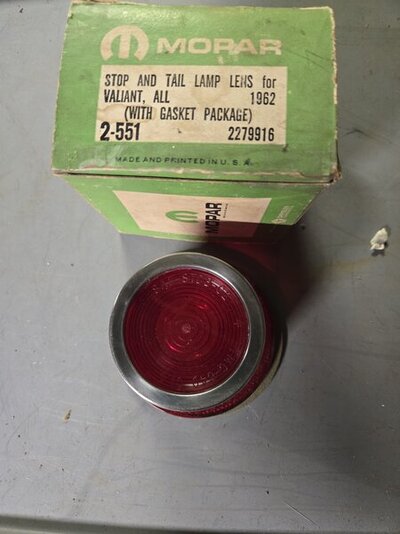 MOPAR
STOP AND TAIL LAMP LENS for
VALIANT, ALL 1962
(WITH GASKET PACKAGE)
2-551 2279916
MADE AND PRINTED IN U. S. A.
MOPAR